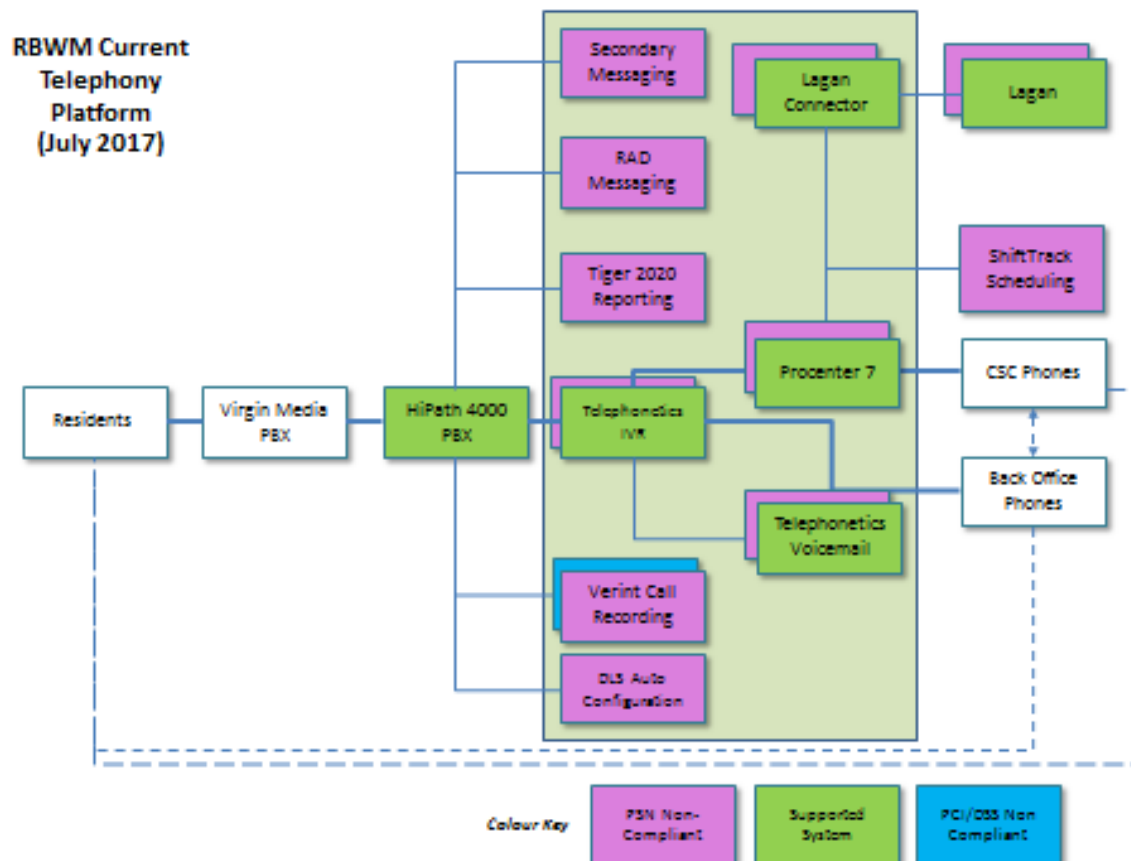 RBWM Current
Telephony
Platform
(July 2017)
Secondary
Messaging
Lagan
Connector
Lagan
RAD
Messaging
Tiger 2020
Reporting
ShiftTrack
Scheduling
Residents
Virgin Media
PBX
HiPath 4000
PBX
Telephonetics
IVR
Procenter 7
CSC Phones
Back Office
Phones
Telephonetics
Voicemail
Verint Call
Recording
DLS Auto
Configuration
Colour Key
PSN Non-
Compliant
Supported
System
PCI/DSS Non
Compliant